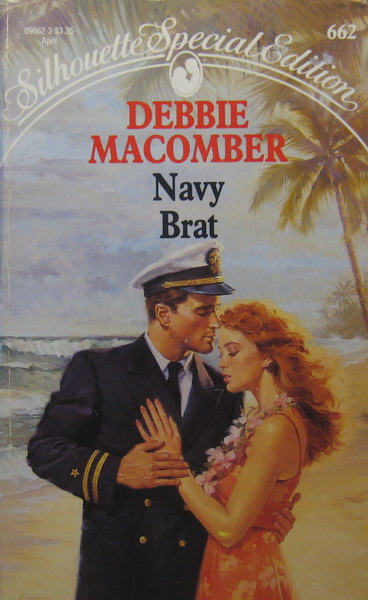 09662-3•$3.25
April
662
Silhouette Special Edition
DEBBIE
MACOMBER
Navy
Brat